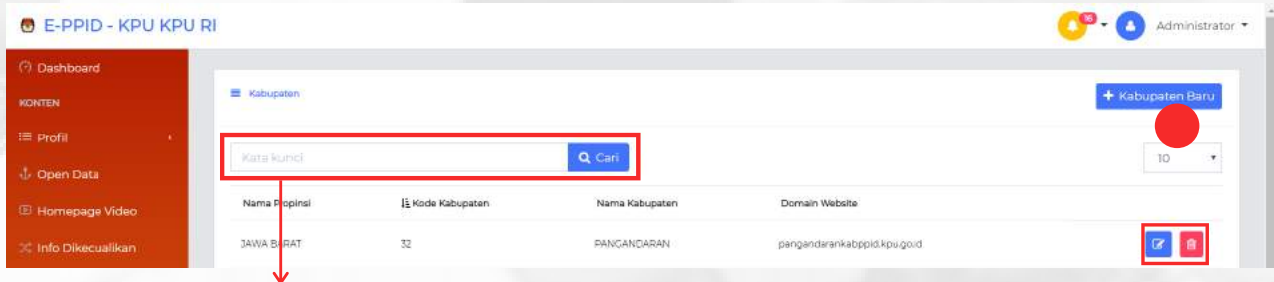 E-PPID - KPU KPU RI
16
Administrator
Dashboard
KONTEN
Profil
Open Data
Homepage Video
Info Dikecualikan
Kabupaten
+ Kabupaten Baru
Kata kunci
Cari
10
Nama Propinsi Kode Kabupaten Nama Kabupaten Domain Website
JAWA BARAT 32 PANGANDARAN pangandarankabppid.kpu.go.id